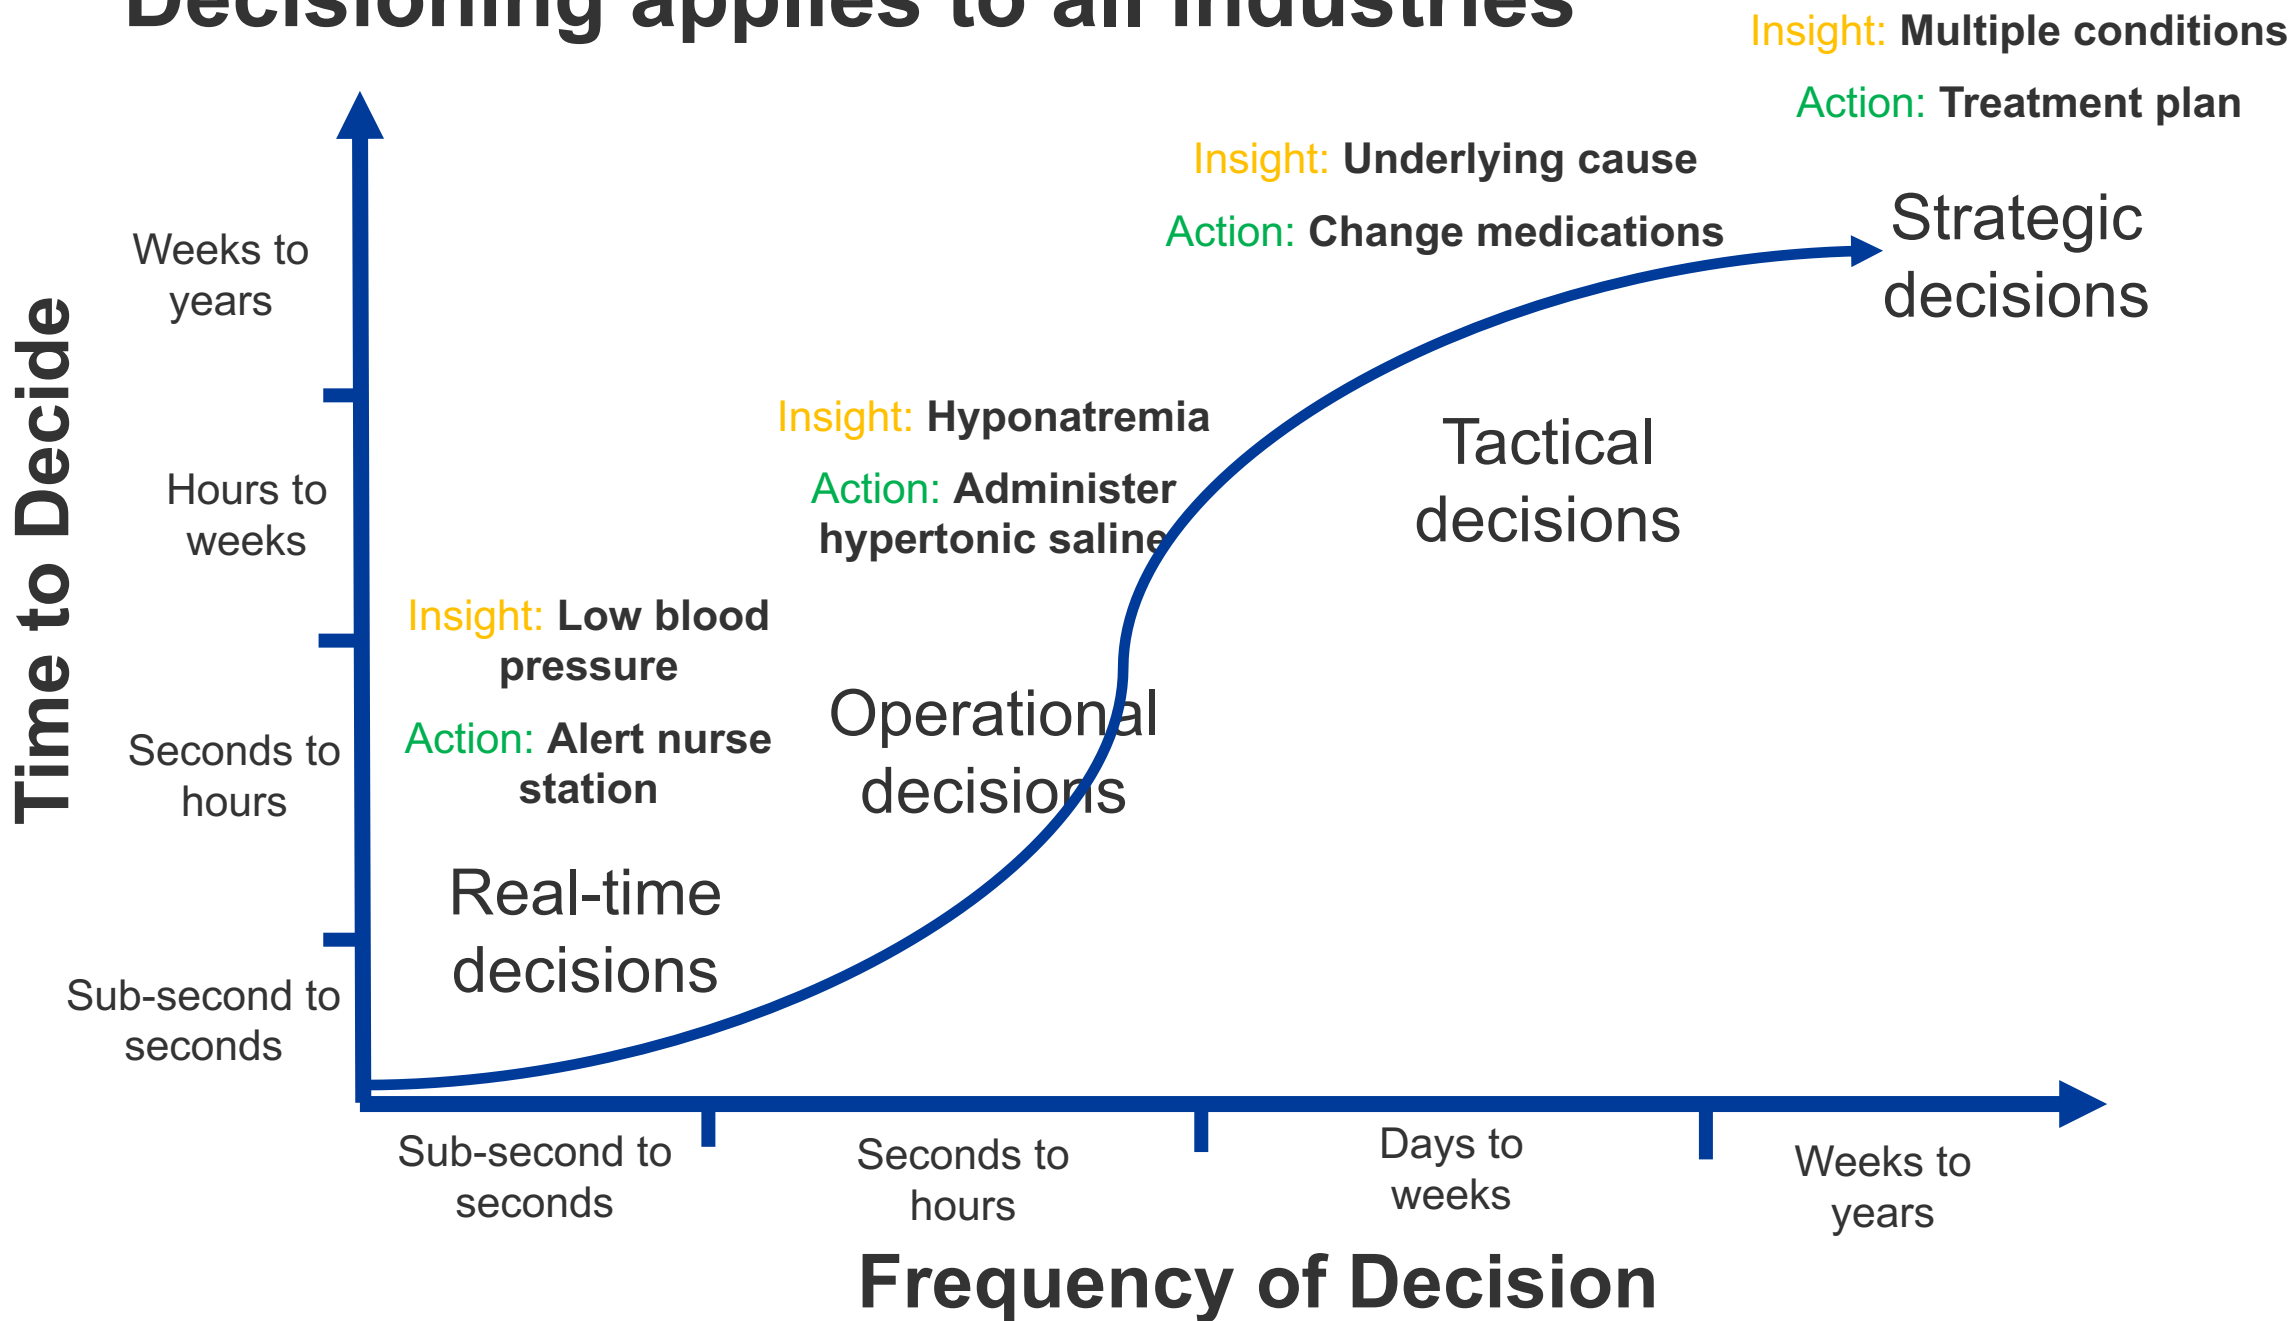 Decisioning applies to all industries
Insight: Multiple conditions
Action: Treatment plan
Insight: Underlying cause
Action: Change medications
Strategic
decisions
Weeks to
years
Time to Decide
Insight: Hyponatremia
Action: Administer
hypertonic saline
Tactical
decisions
Hours to
weeks
Insight: Low blood
pressure
Action: Alert nurse
station
Operational
decisions
Seconds to
hours
Real-time
decisions
Sub-second to
seconds
Sub-second to
seconds
Seconds to
hours
Days to
weeks
Weeks to
years
Frequency of Decision